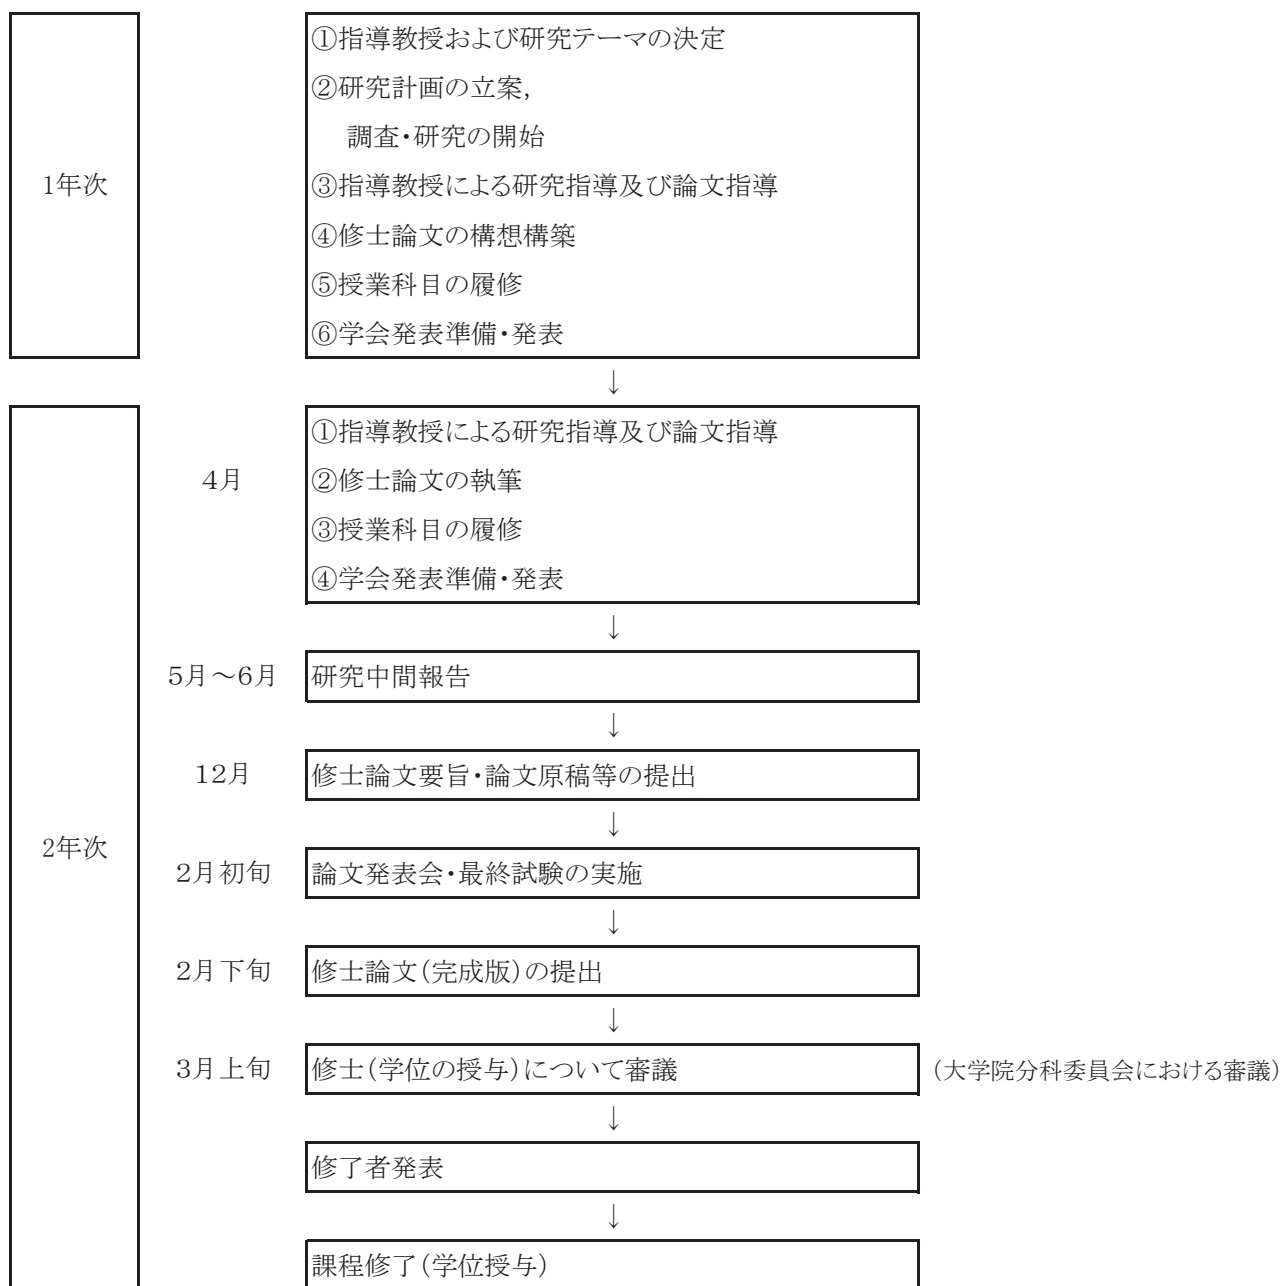 1年次
①指導教授および研究テーマの決定
②研究計画の立案,
調査・研究の開始
③指導教授による研究指導及び論文指導
④修士論文の構想構築
⑤授業科目の履修
⑥学会発表準備・発表
↓
2年次
4月
①指導教授による研究指導及び論文指導
②修士論文の執筆
③授業科目の履修
④学会発表準備・発表
↓
5月～6月 研究中間報告
↓
12月 修士論文要旨・論文原稿等の提出
↓
2月初旬 論文発表会・最終試験の実施
↓
2月下旬 修士論文(完成版)の提出
↓
3月上旬 修士(学位の授与)について審議 (大学院分科委員会における審議)
↓
修了者発表
↓
課程修了(学位授与)